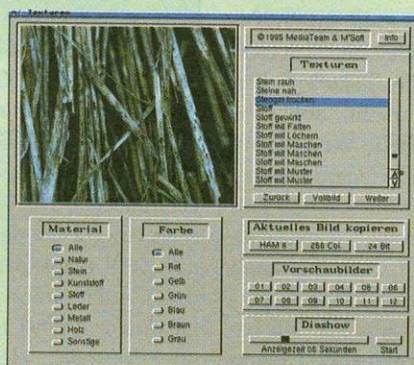 Texturen
© 1995 MediaTeam & M'Soft
Info
Texturen
Stein rauh
Steine nah
Stengel trocken
Stoff
Stoff gewirkt
Stoff mit Falten
Stoff mit Löchern
Stoff mit Maschen
Stoff mit Maschen
Stoff mit Maschen
Stoff mit Muster
Stoff mit Muster
Zurück Vollbild Weiter
Material
Alle
Natur
Stein
Kunststoff
Stoff
Leder
Metall
Holz
Sonstige
Farbe
Alle
Rot
Gelb
Grün
Blau
Braun
Grau
Aktuelles Bild kopieren
HAM 8 256 Col. 24 Bit
Vorschaubilder
01 02 03 04 05 06
07 08 09 10 11 12
Diashow
Anzeigezeit 06 Sekunden Start